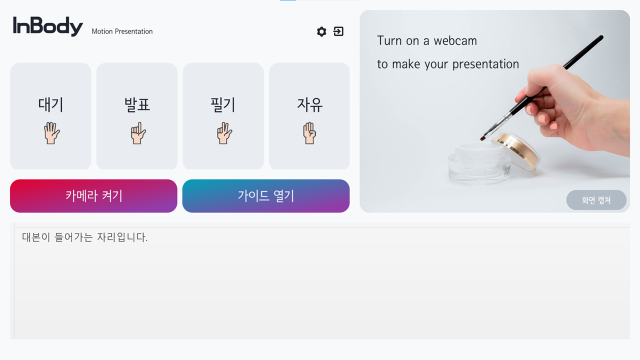 InBody Motion Presentation
대기 발표 필기 자유
카메라 켜기 가이드 열기
Turn on a webcam
to make your presentation
화면 캡쳐
대본이 들어가는 자리입니다.